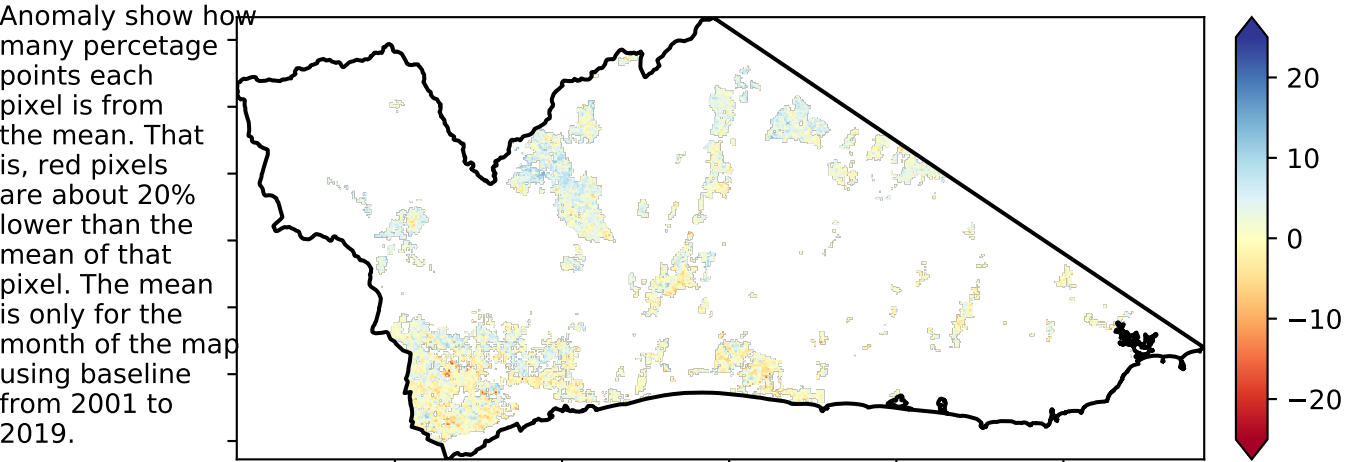 Anomaly show how
many percetage
points each
pixel is from
the mean. That
is, red pixels
are about 20%
lower than the
mean of that
pixel. The mean
is only for the
month of the map
using baseline
from 2001 to
2019.
20
10
0
−10
−20